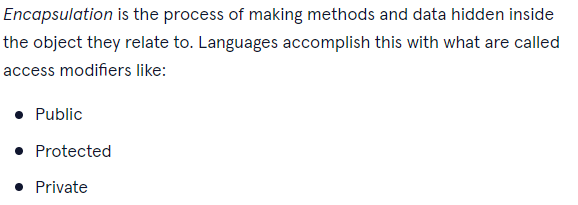 Encapsulation is the process of making methods and data hidden inside
the object they relate to. Languages accomplish this with what are called
access modifiers like:
• Public
• Protected
• Private